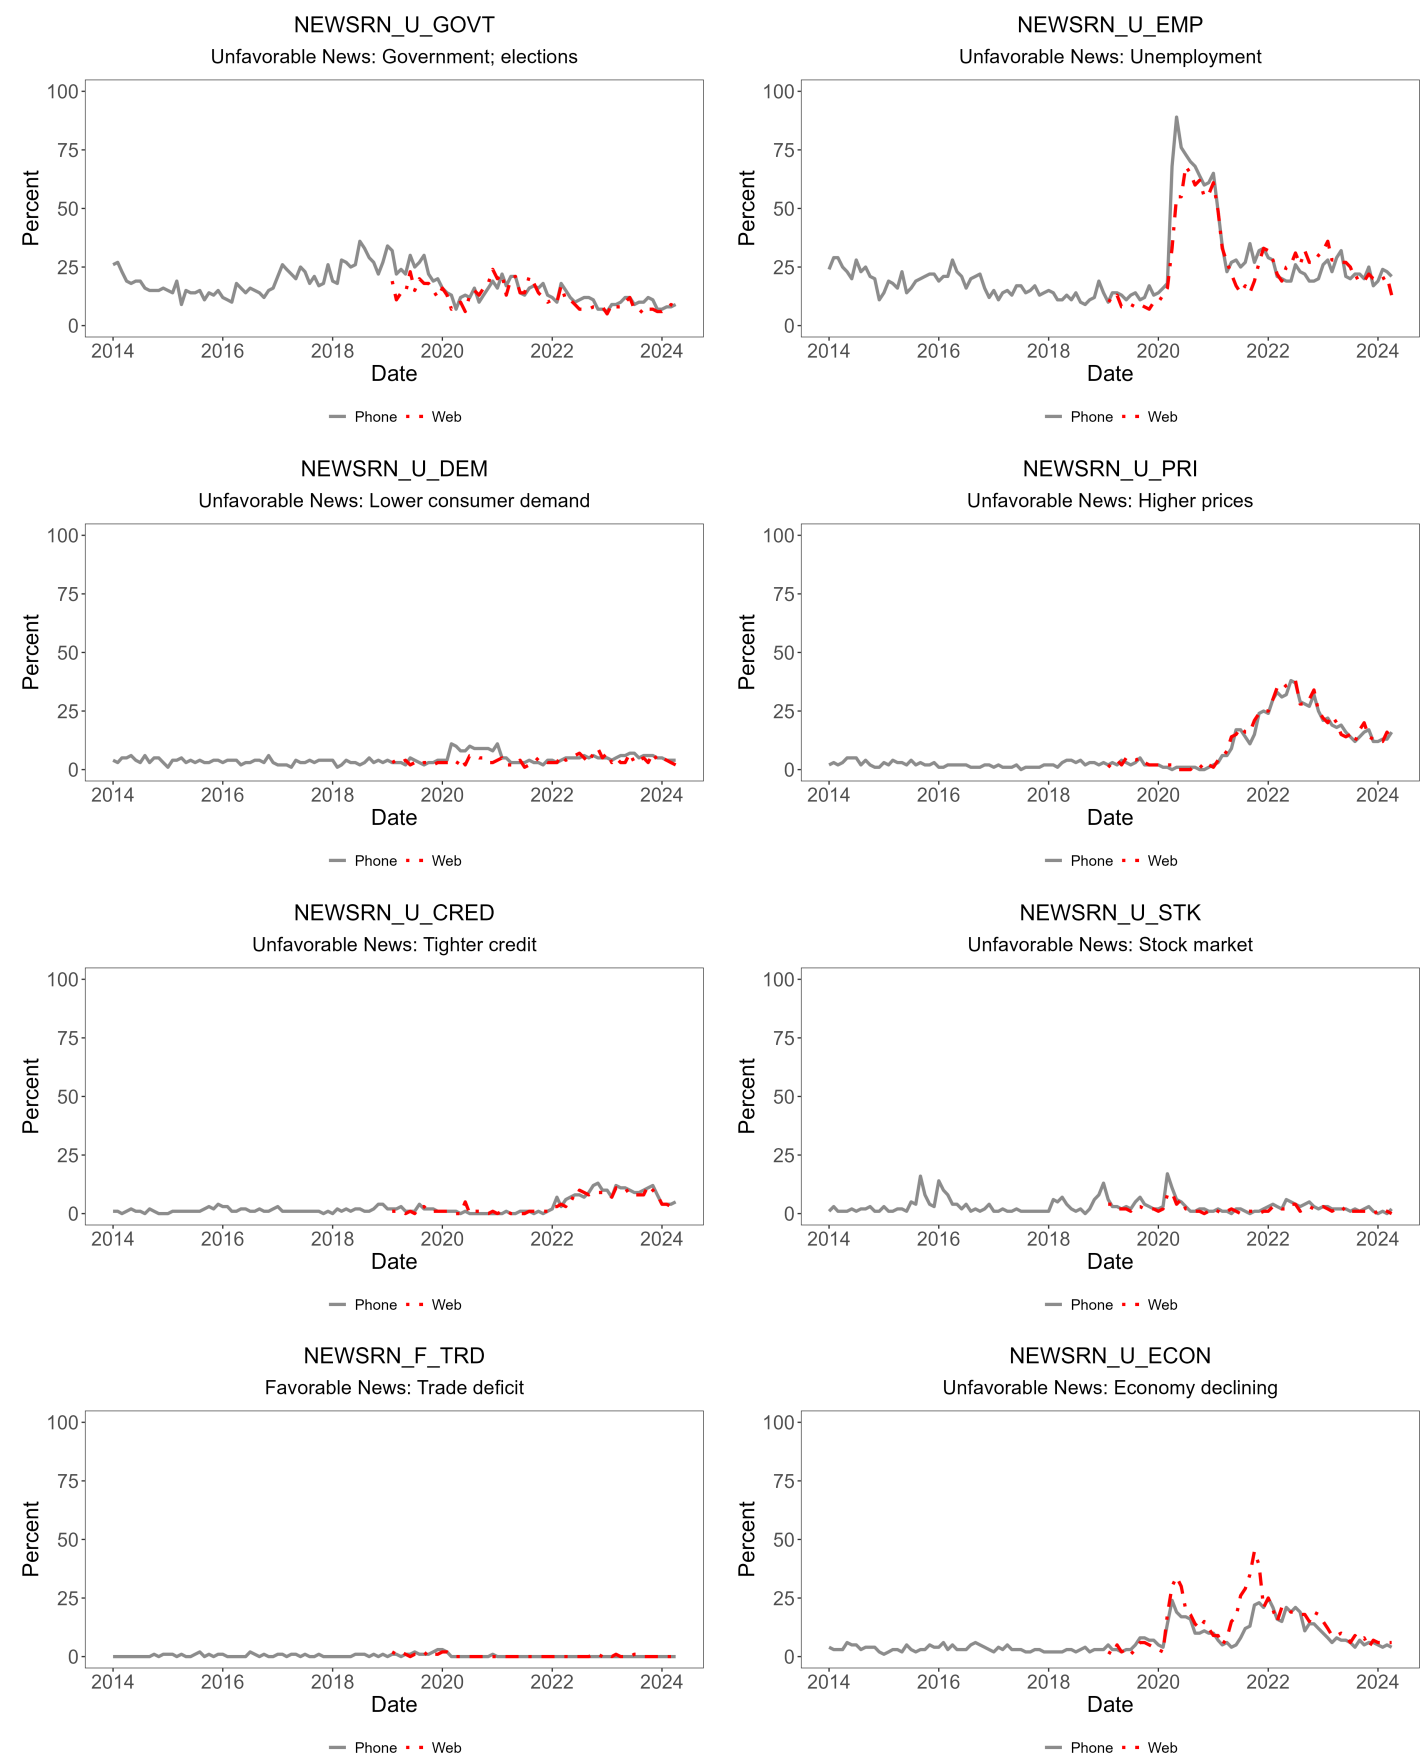 NEWSRN_U_GOVT
Unfavorable News: Government; elections
100
75
50
25
0
Percent
2014 2016 2018 2020 2022 2024
Date
Phone Web
NEWSRN_U_EMP
Unfavorable News: Unemployment
100
75
50
25
0
Percent
2014 2016 2018 2020 2022 2024
Date
Phone Web
NEWSRN_U_DEM
Unfavorable News: Lower consumer demand
100
75
50
25
0
Percent
2014 2016 2018 2020 2022 2024
Date
Phone Web
NEWSRN_U_PRI
Unfavorable News: Higher prices
100
75
50
25
0
Percent
2014 2016 2018 2020 2022 2024
Date
Phone Web
NEWSRN_U_CRED
Unfavorable News: Tighter credit
100
75
50
25
0
Percent
2014 2016 2018 2020 2022 2024
Date
Phone Web
NEWSRN_U_STK
Unfavorable News: Stock market
100
75
50
25
0
Percent
2014 2016 2018 2020 2022 2024
Date
Phone Web
NEWSRN_F_TRD
Favorable News: Trade deficit
100
75
50
25
0
Percent
2014 2016 2018 2020 2022 2024
Date
Phone Web
NEWSRN_U_ECON
Unfavorable News: Economy declining
100
75
50
25
0
Percent
2014 2016 2018 2020 2022 2024
Date
Phone Web